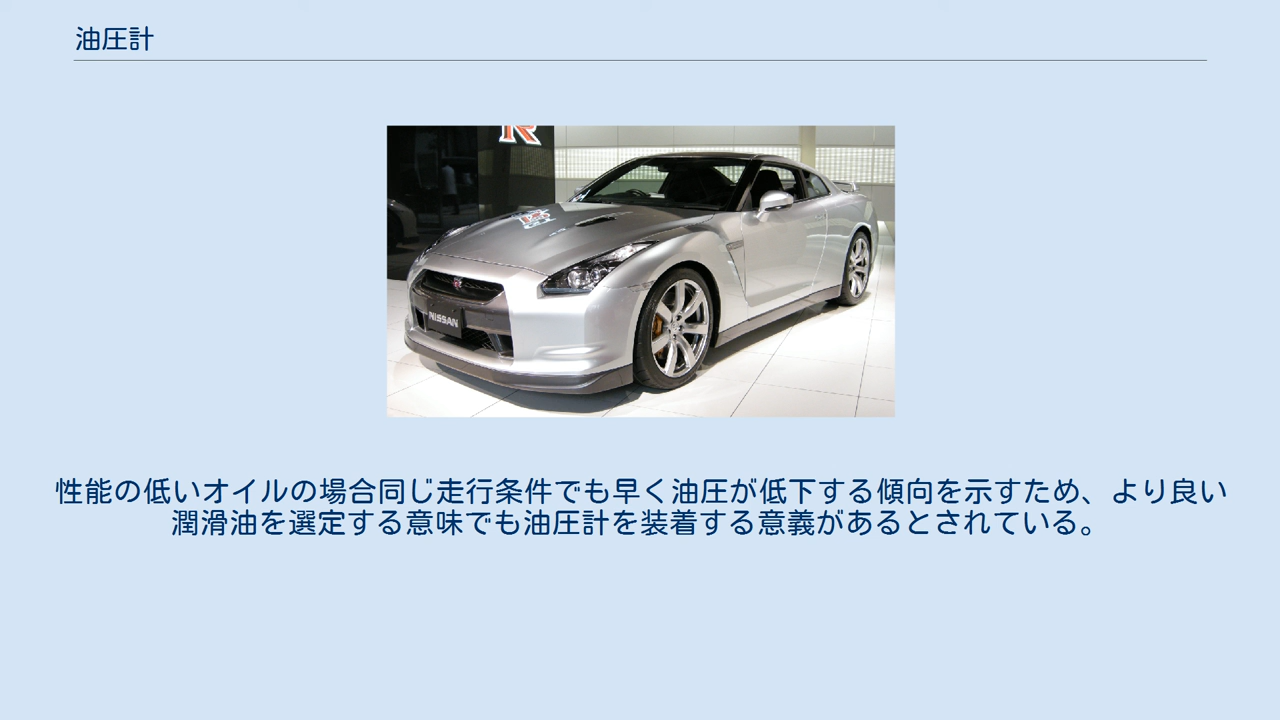 油圧計
R
NISSAN
性能の低いオイルの場合同じ走行条件でも早く油圧が低下する傾向を示すため、より良い
潤滑油を選定する意味でも油圧計を装着する意義があるとされている。